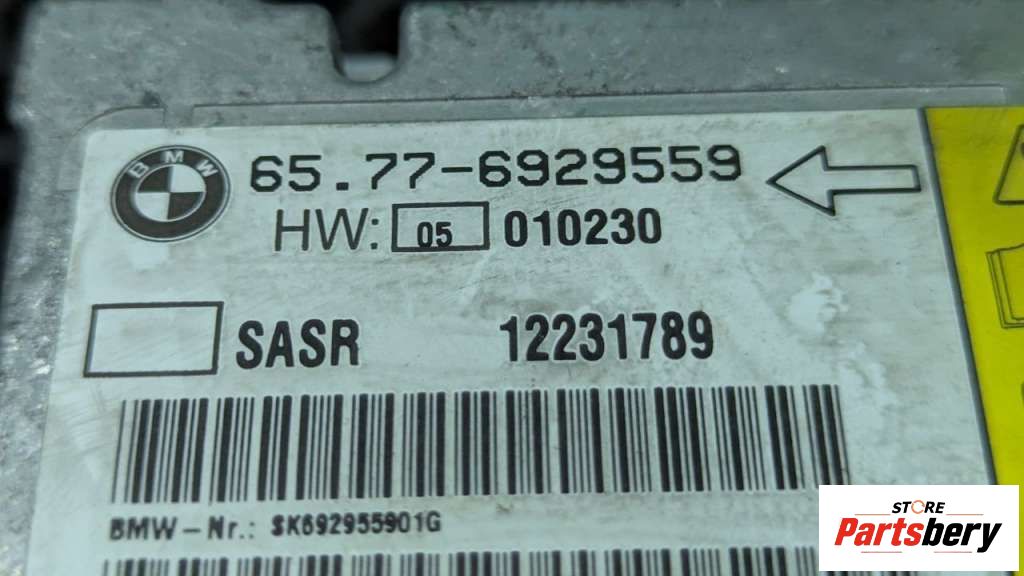 BMW
65.77-6929559
HW: 05 010230
SASR 12231789
BMW-Nr.: SK692955901G
STORE
Partsbery